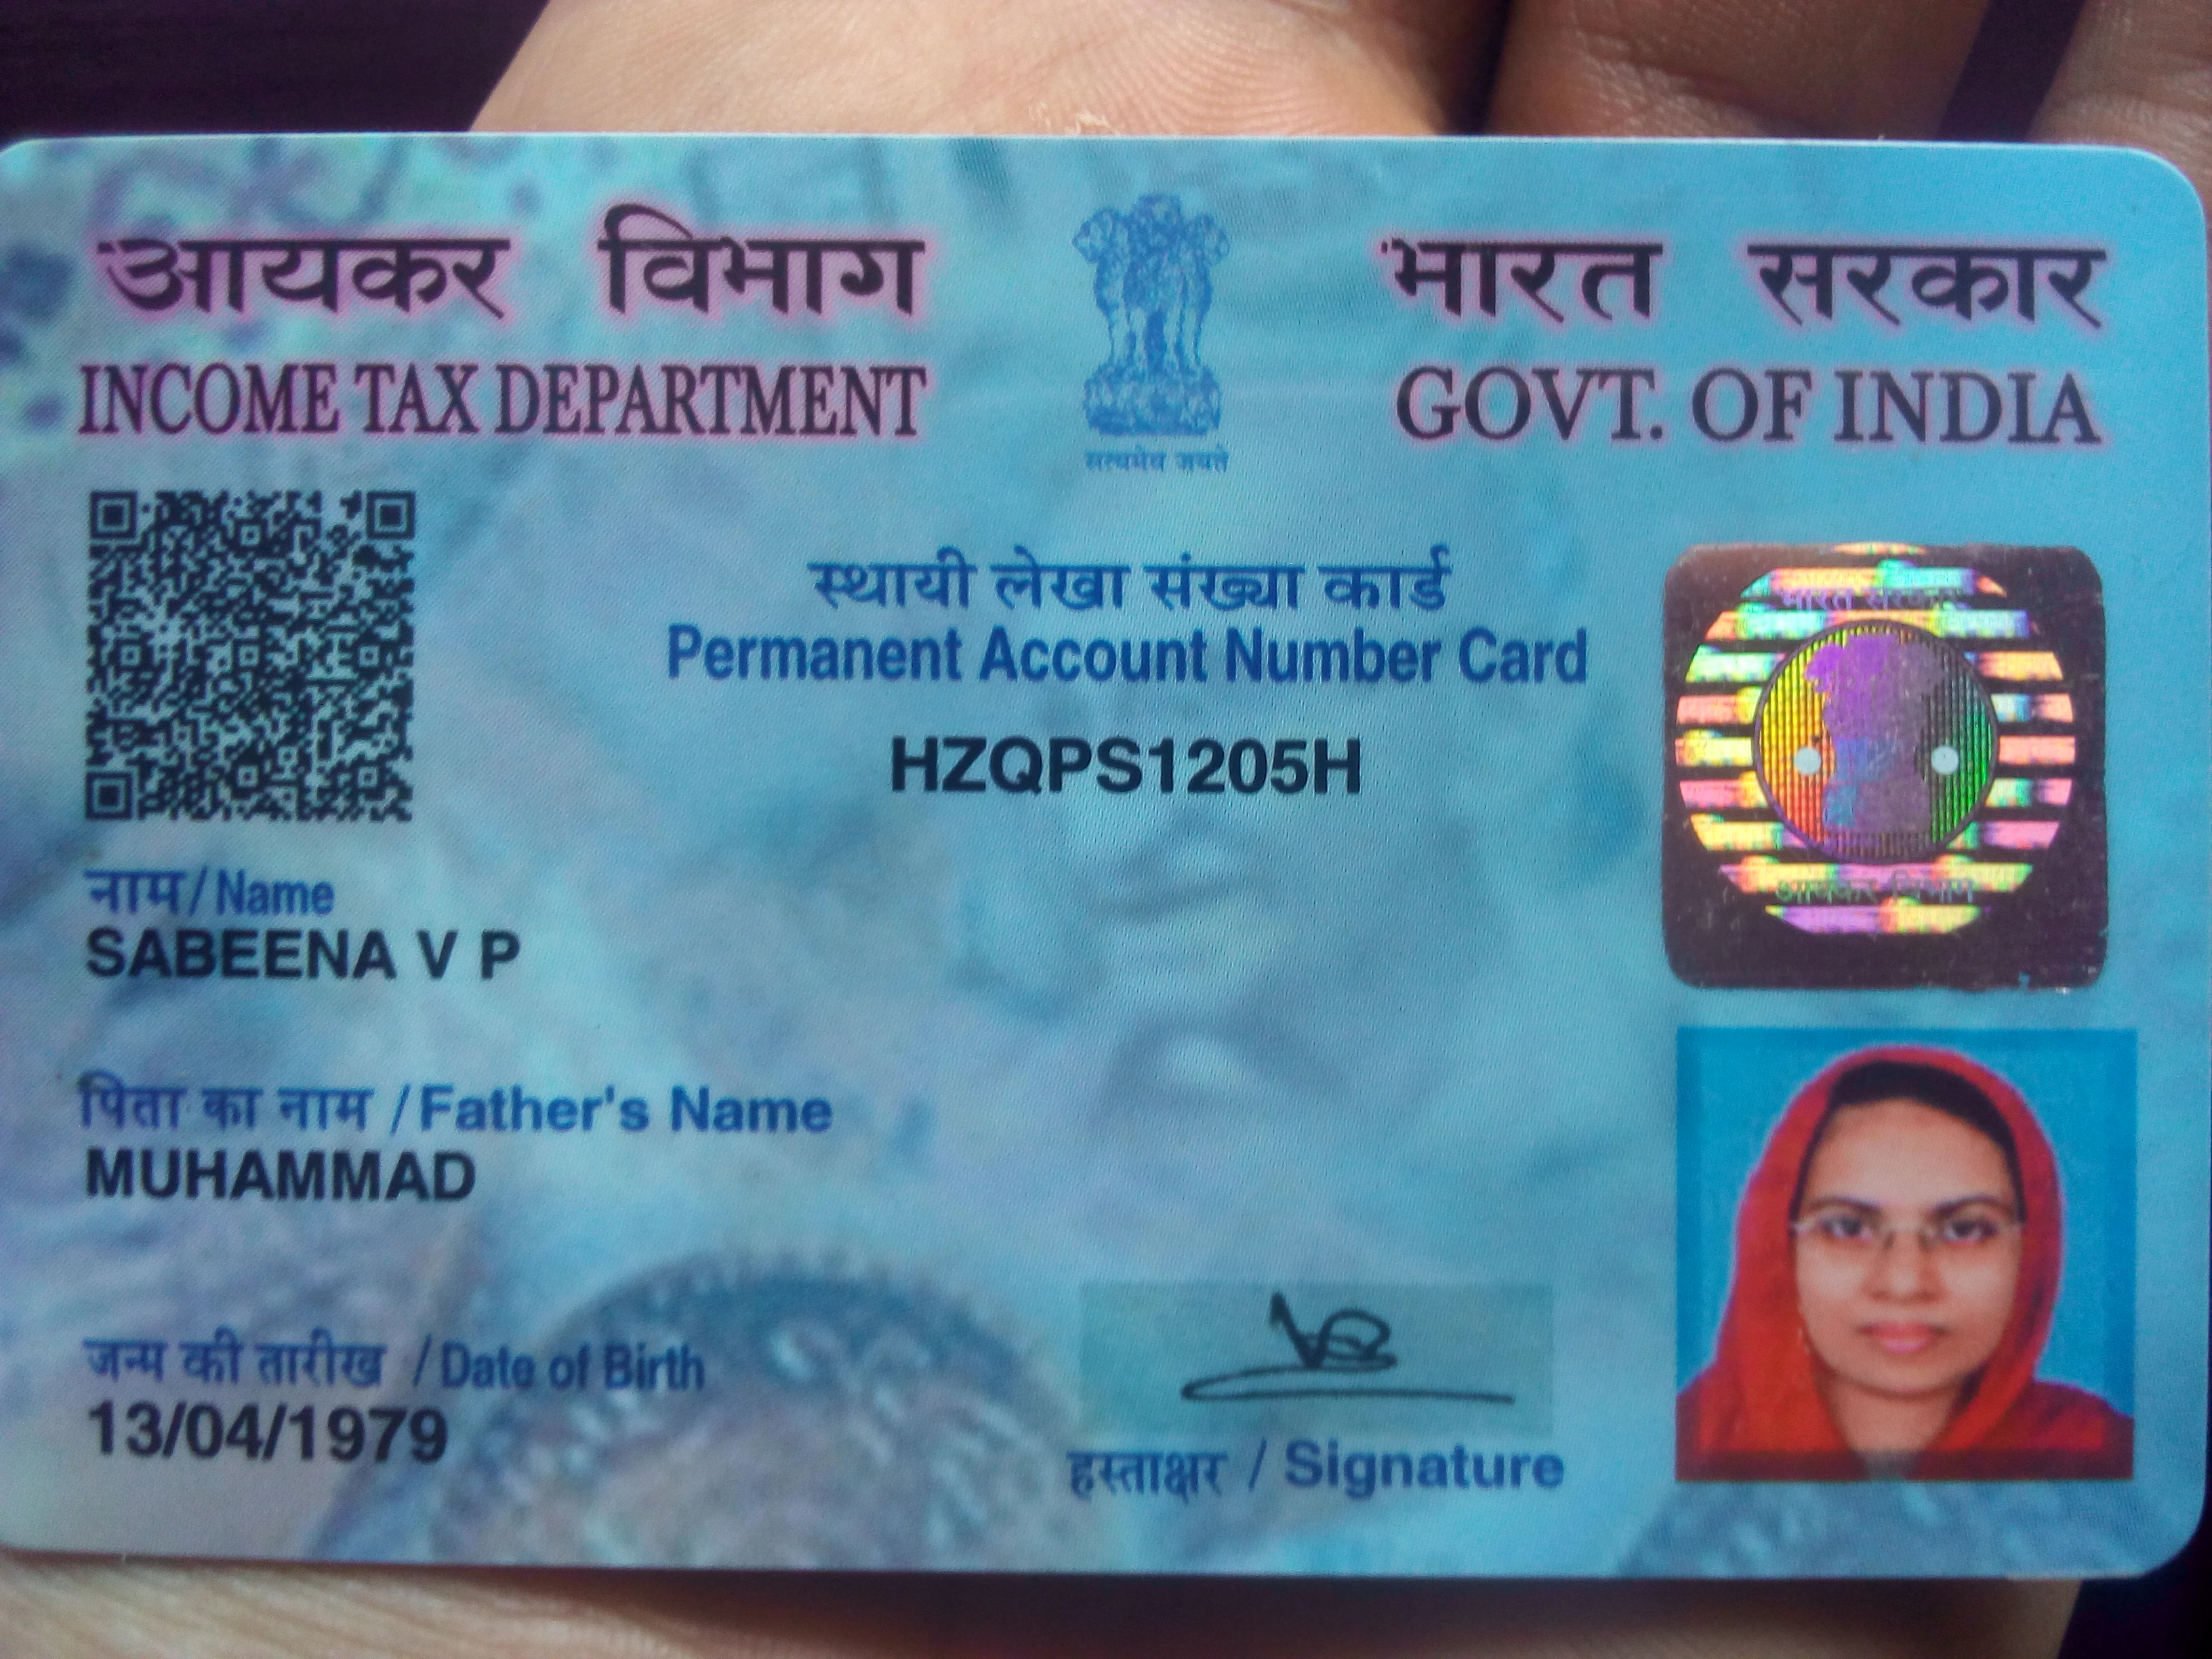 आयकर विभाग
INCOME TAX DEPARTMENT
भारत सरकार
GOVT. OF INDIA
सत्यमेव जयते
स्थायी लेखा संख्या कार्ड
Permanent Account Number Card
HZQPS1205H
भारत सरकार
आयकर विभाग
नाम/Name
SABEENA V P
पिता का नाम /Father's Name
MUHAMMAD
जन्म की तारीख /Date of Birth
13/04/1979
हस्ताक्षर / Signature